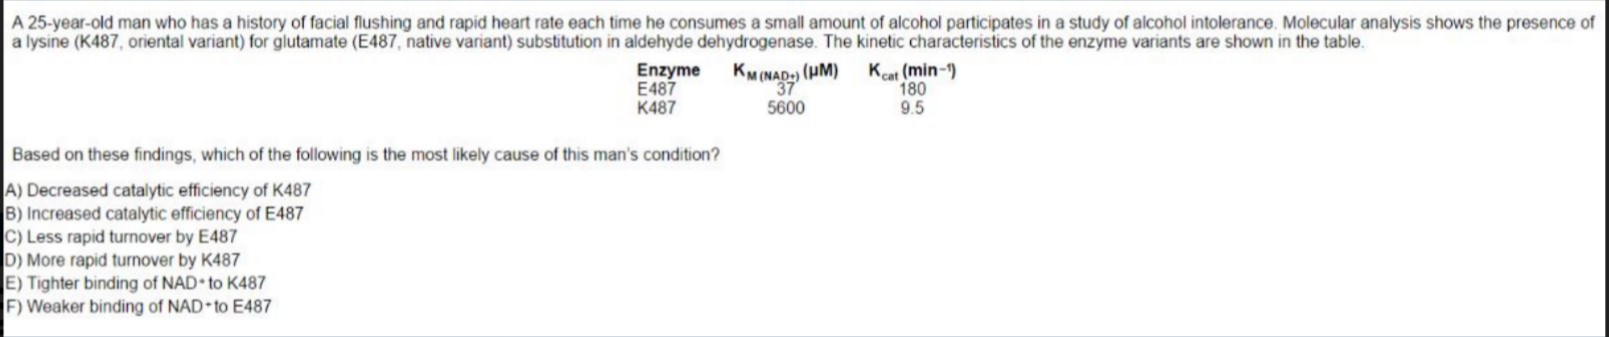 A 25-year-old man who has a history of facial flushing and rapid heart rate each time he consumes a small amount of alcohol participates in a study of alcohol intolerance. Molecular analysis shows the presence of
a lysine (K487, oriental variant) for glutamate (E487, native variant) substitution in aldehyde dehydrogenase. The kinetic characteristics of the enzyme variants are shown in the table.
Enzyme KM (NAD+) (μM) Kcat (min-1)
E487 37 180
K487 5600 9.5
Based on these findings, which of the following is the most likely cause of this man's condition?
A) Decreased catalytic efficiency of K487
B) Increased catalytic efficiency of E487
C) Less rapid turnover by E487
D) More rapid turnover by K487
E) Tighter binding of NAD+ to K487
F) Weaker binding of NAD+ to E487